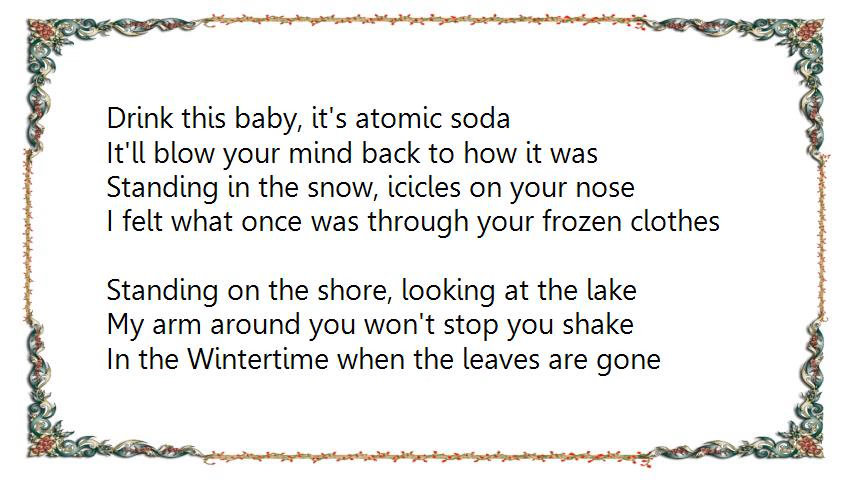 Drink this baby, it's atomic soda
It'll blow your mind back to how it was
Standing in the snow, icicles on your nose
I felt what once was through your frozen clothes
Standing on the shore, looking at the lake
My arm around you won't stop you shake
In the Wintertime when the leaves are gone